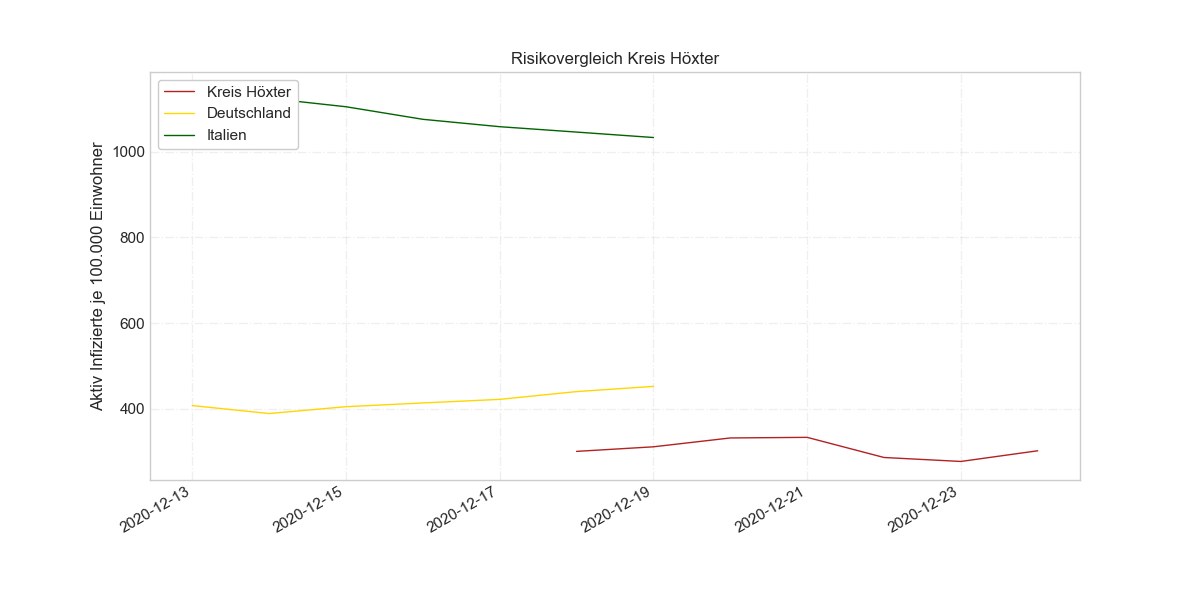 Risikovergleich Kreis Höxter
Kreis Höxter
Deutschland
Italien
Aktiv Infizierte je 100.000 Einwohner
1000
800
600
400
2020-12-13
2020-12-15
2020-12-17
2020-12-19
2020-12-21
2020-12-23